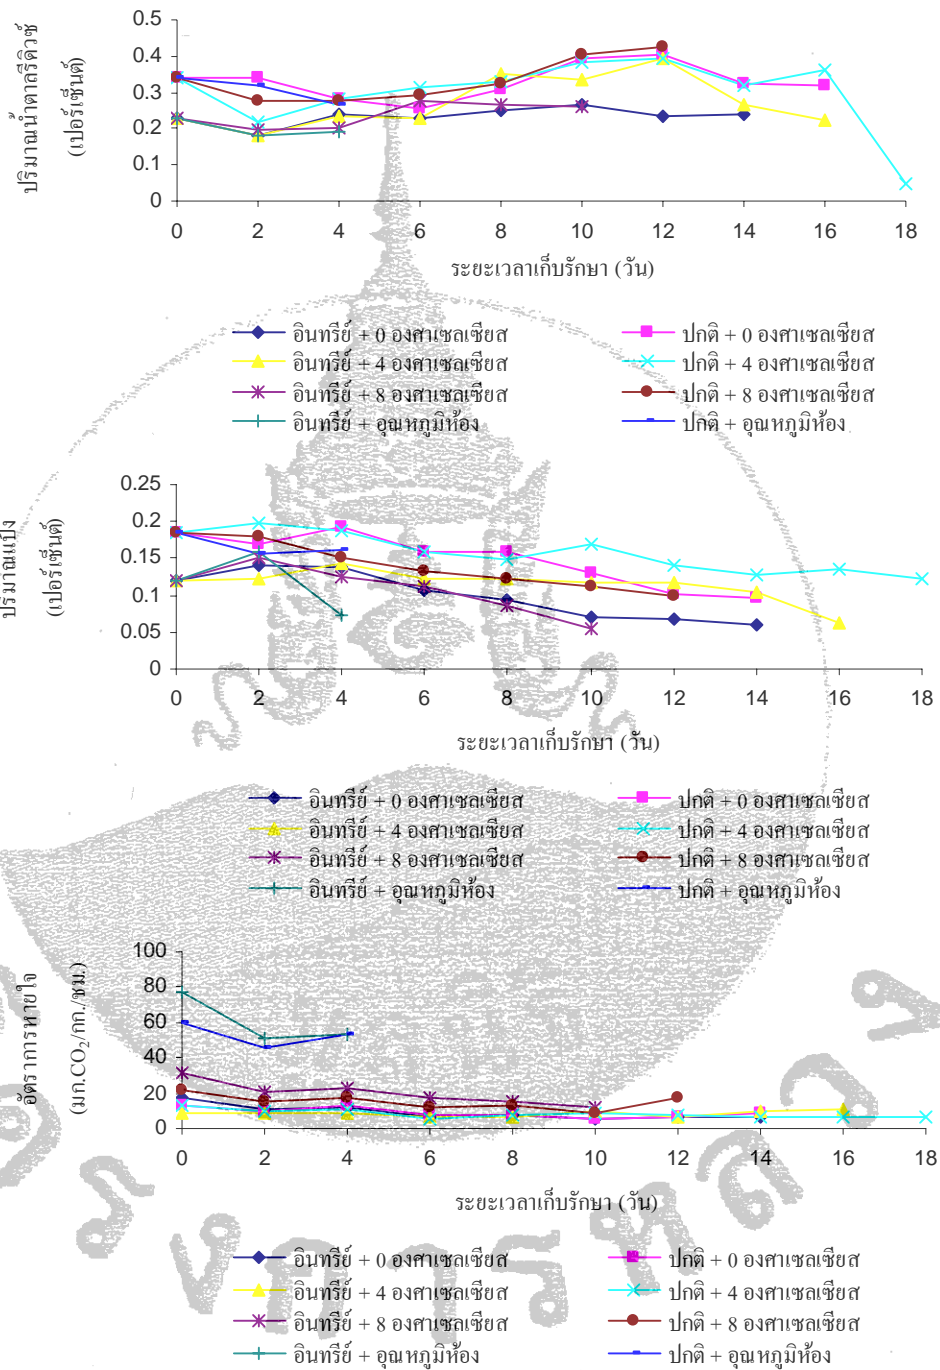 ปริมาณน้ำตาลรีดิวซ์
(เปอร์เซ็นต์)
0.5
0.4
0.3
0.2
0.1
0
0 2 4 6 8 10 12 14 16 18
ระยะเวลาเก็บรักษา (วัน)
อินทรีย์ + 0 องศาเซลเซียส ปกติ + 0 องศาเซลเซียส
อินทรีย์ + 4 องศาเซลเซียส ปกติ + 4 องศาเซลเซียส
อินทรีย์ + 8 องศาเซลเซียส ปกติ + 8 องศาเซลเซียส
อินทรีย์ + อุณหภูมิห้อง ปกติ + อุณหภูมิห้อง
ปริมาณแป้ง
(เปอร์เซ็นต์)
0.25
0.2
0.15
0.1
0.05
0
0 2 4 6 8 10 12 14 16 18
ระยะเวลาเก็บรักษา (วัน)
อินทรีย์ + 0 องศาเซลเซียส ปกติ + 0 องศาเซลเซียส
อินทรีย์ + 4 องศาเซลเซียส ปกติ + 4 องศาเซลเซียส
อินทรีย์ + 8 องศาเซลเซียส ปกติ + 8 องศาเซลเซียส
อินทรีย์ + อุณหภูมิห้อง ปกติ + อุณหภูมิห้อง
อัตราการหายใจ
(มก.CO2/กก./ชม.)
100
80
60
40
20
0
0 2 4 6 8 10 12 14 16 18
ระยะเวลาเก็บรักษา (วัน)
อินทรีย์ + 0 องศาเซลเซียส ปกติ + 0 องศาเซลเซียส
อินทรีย์ + 4 องศาเซลเซียส ปกติ + 4 องศาเซลเซียส
อินทรีย์ + 8 องศาเซลเซียส ปกติ + 8 องศาเซลเซียส
อินทรีย์ + อุณหภูมิห้อง ปกติ + อุณหภูมิห้อง